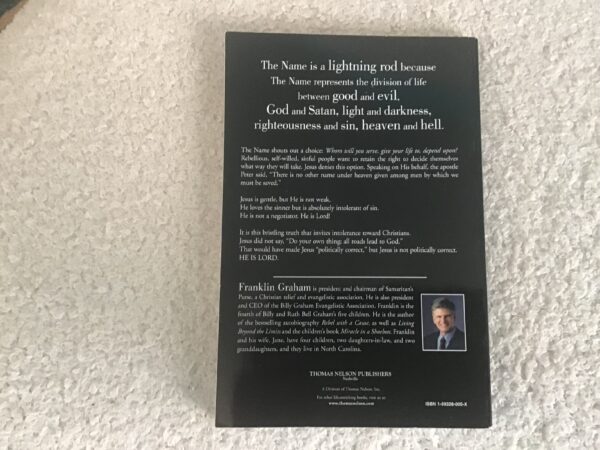 The Name is a lightning rod because
The Name represents the division of life
between good and evil.
God and Satan, light and darkness,
righteousness and sin, heaven and hell.
The Name shouts out a choice: Whom will you serve, give your life to, depend upon?
Rebellious, self-willed, sinful people want to retain the right to decide themselves
what way they will take. Jesus denies this option. Speaking on His behalf, the apostle
Peter said, "There is no other name under heaven given among men by which we
must be saved."
Jesus is gentle, but He is not weak.
He loves the sinner but is absolutely intolerant of sin.
He is not a negotiator. He is Lord!
It is this bristling truth that invites intolerance toward Christians.
Jesus did not say, "Do your own thing; all roads lead to God."
That would have made Jesus "politically correct," but Jesus is not politically correct.
HE IS LORD.
Franklin Graham is president and chairman of Samaritan's
Purse, a Christian relief and evangelistic association. He is also president
and CEO of the Billy Graham Evangelistic Association. Franklin is the
fourth of Billy and Ruth Bell Graham's five children. He is the author
of the bestselling autobiography Rebel with a Cause, as well as Living
Beyond the Limits and the children's book Miracle in a Shoebox. Franklin
and his wife, Jane, have four children, two daughters-in-law, and two
granddaughters, and they live in North Carolina.
THOMAS NELSON PUBLISHERS
Nashville
A Division of Thomas Nelson, Inc.
For other life-enriching books, visit us at:
www.thomasnelson.com
ISBN 1-59328-005-X